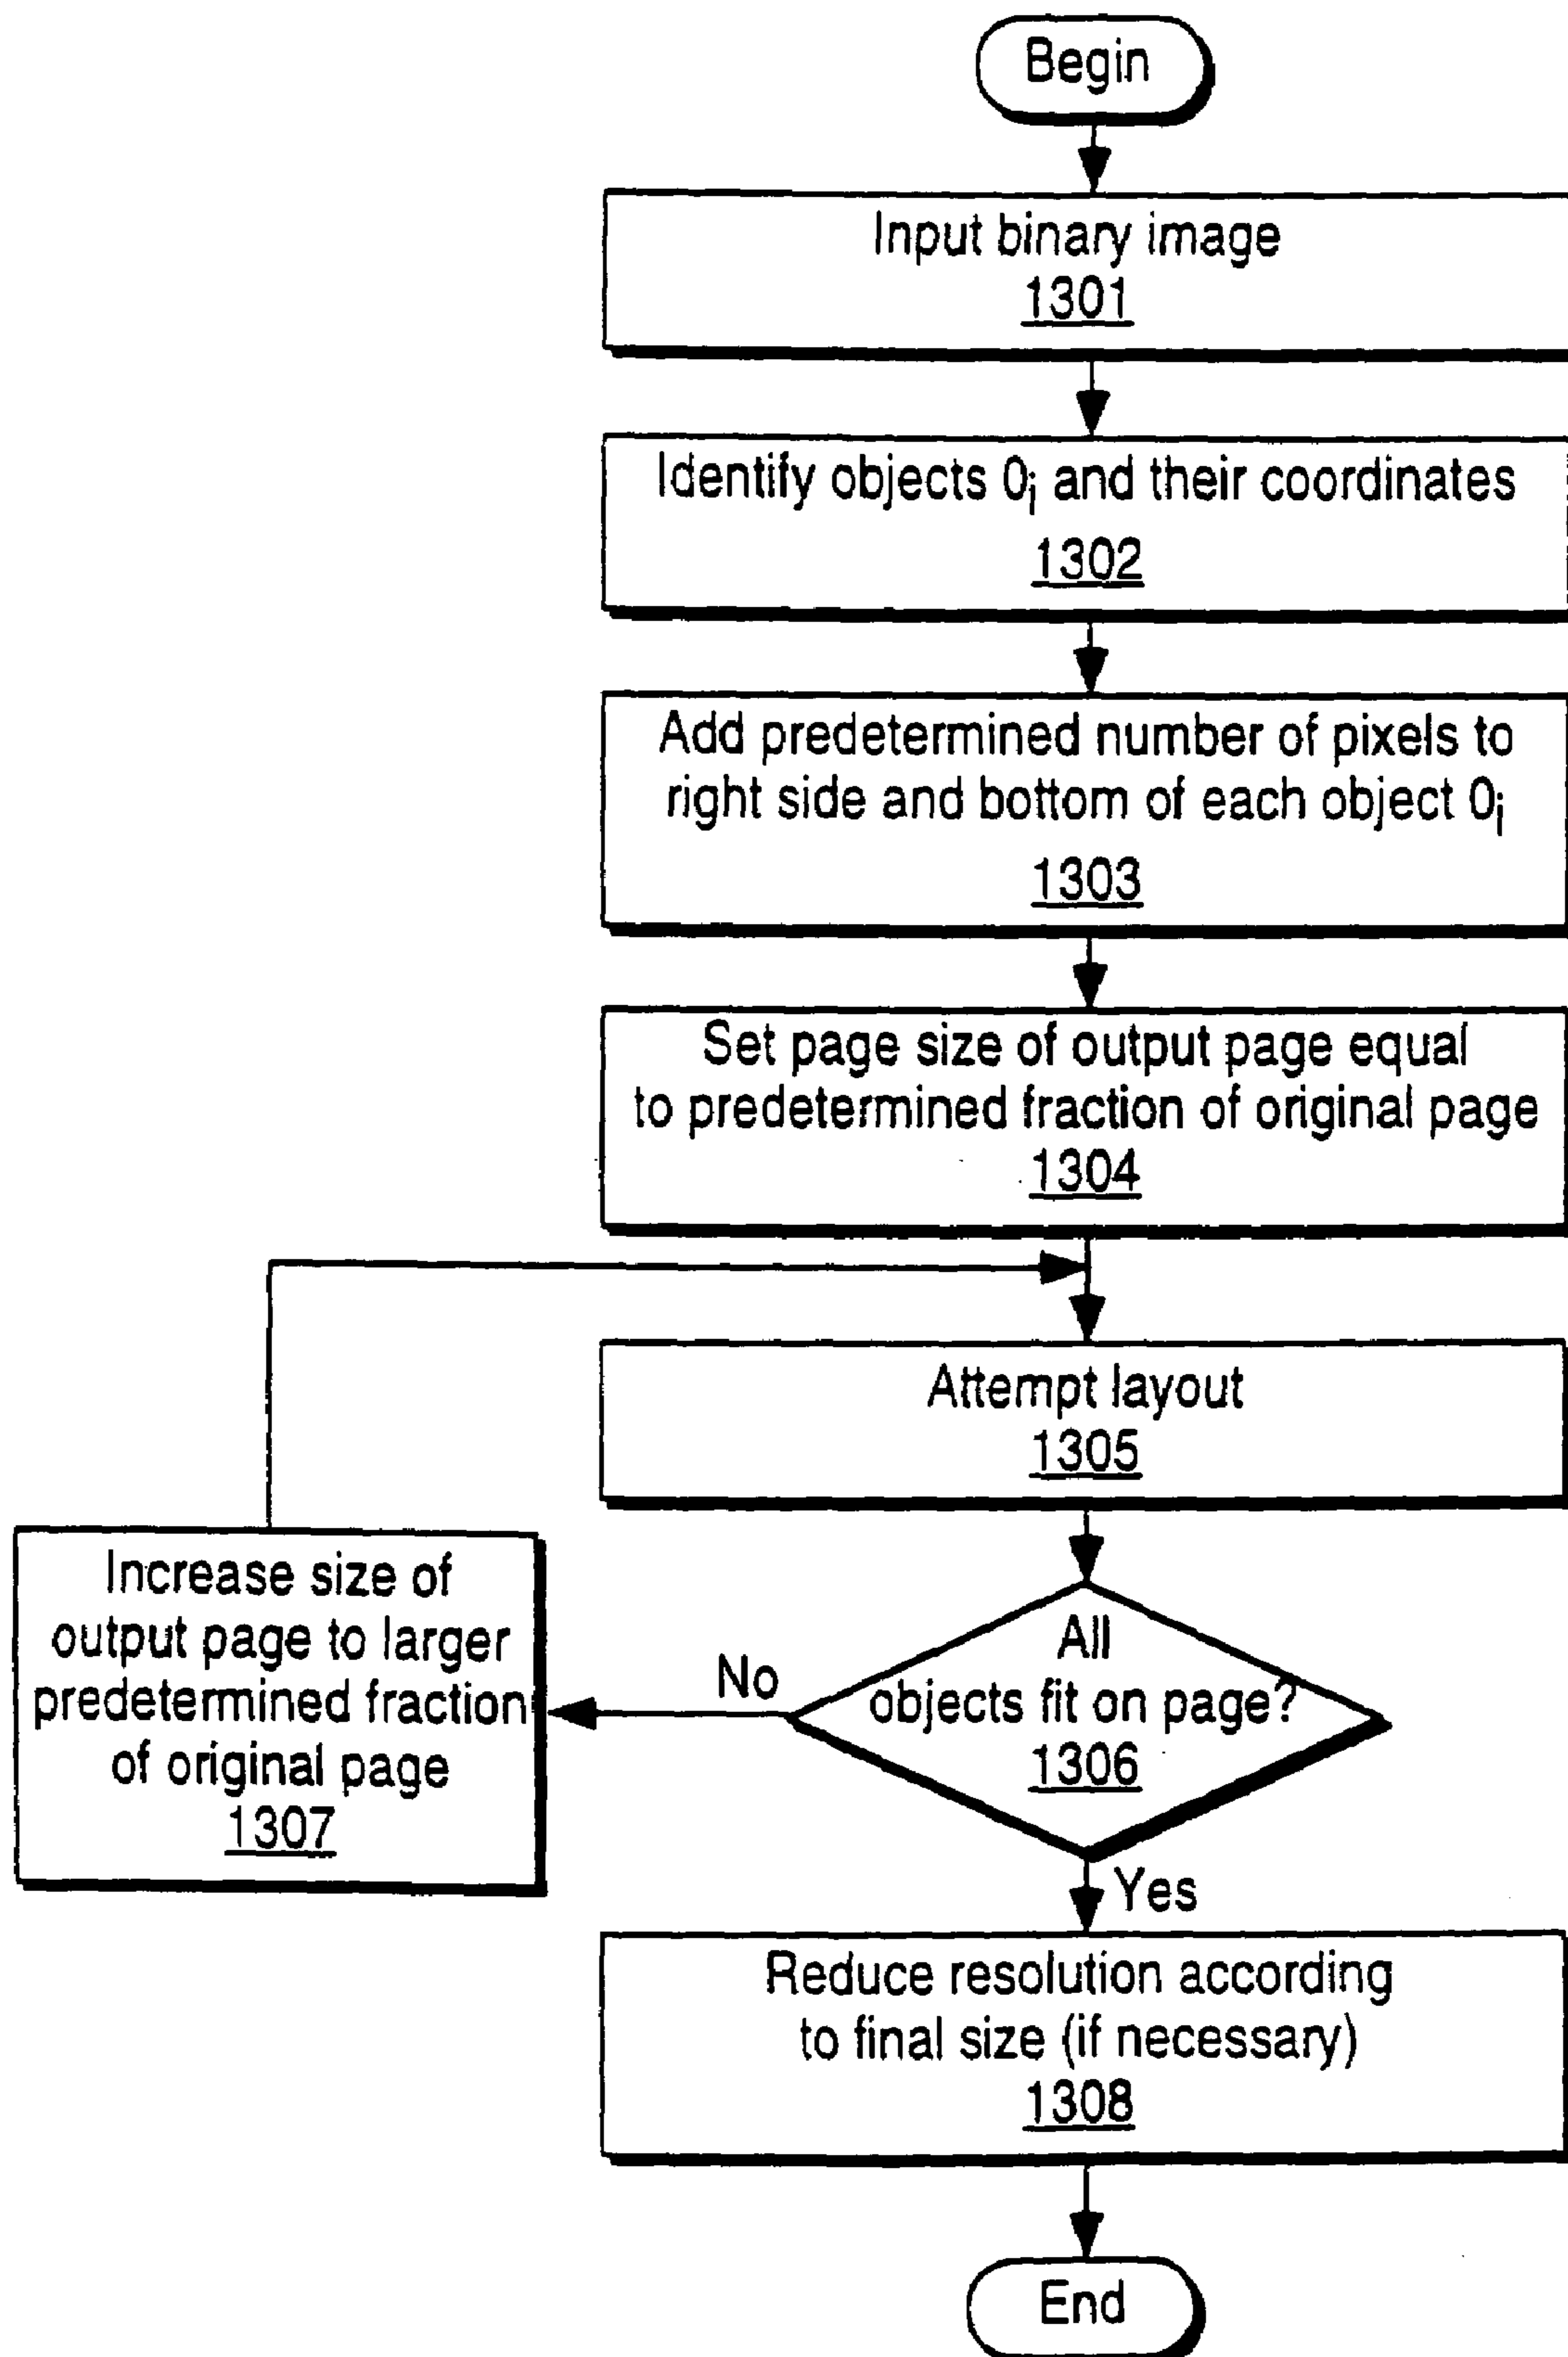 Begin
Input binary image
1301
Identify objects 0j and their coordinates
1302
Add predetermined number of pixels to
right side and bottom of each object 0j
1303
Set page size of output page equal
to predetermined fraction of original page
1304
Attempt layout
1305
All
objects fit on page?
1306
No
Increase size of
output page to larger
predetermined fraction
of original page
1307
Yes
Reduce resolution according
to final size (if necessary)
1308
End